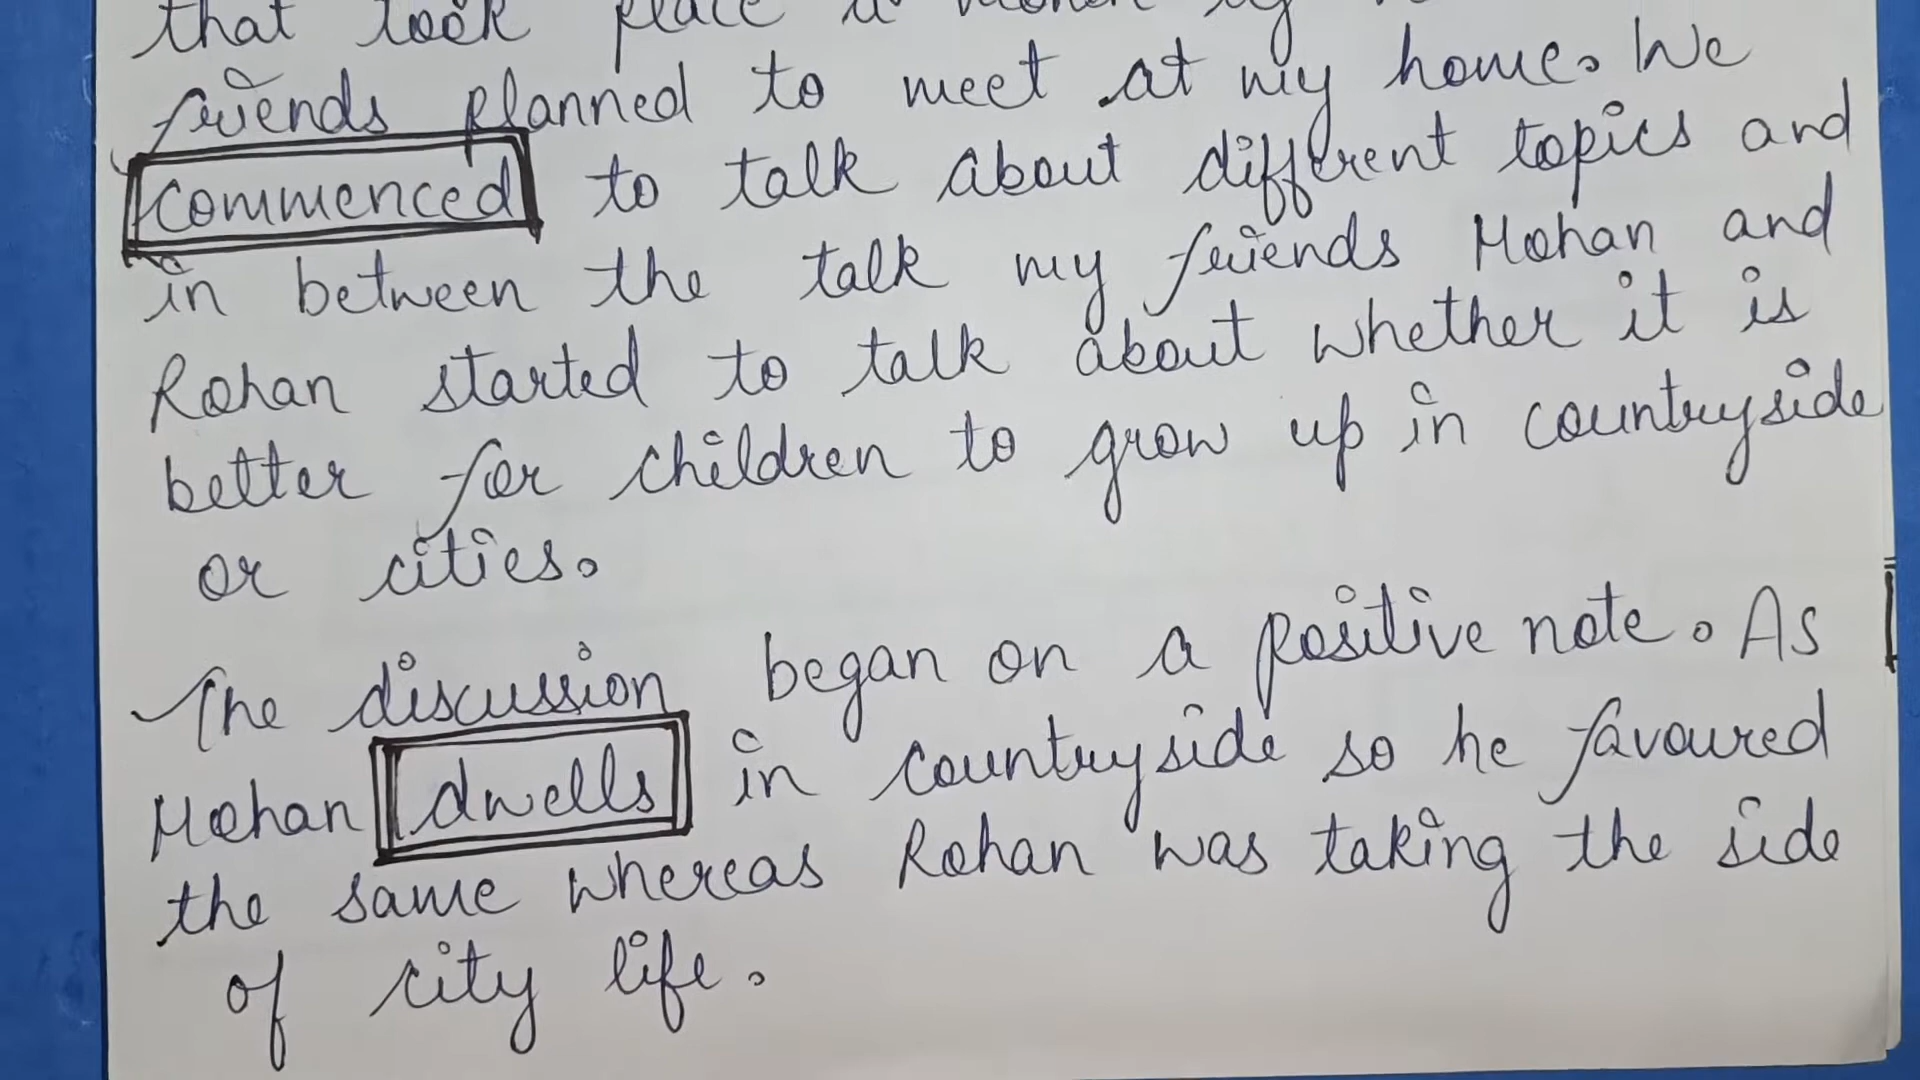 that took place a
friends planned to meet at my home. We
commenced to talk about different topics and
in between the talk my friends Mohan and
Rohan started to talk about whether it is
better for children to grow up in countryside
or cities.
The discussion began on a positive note. As
Mohan dwells in countryside so he favoured
the same whereas Rohan was taking the side
of city life.